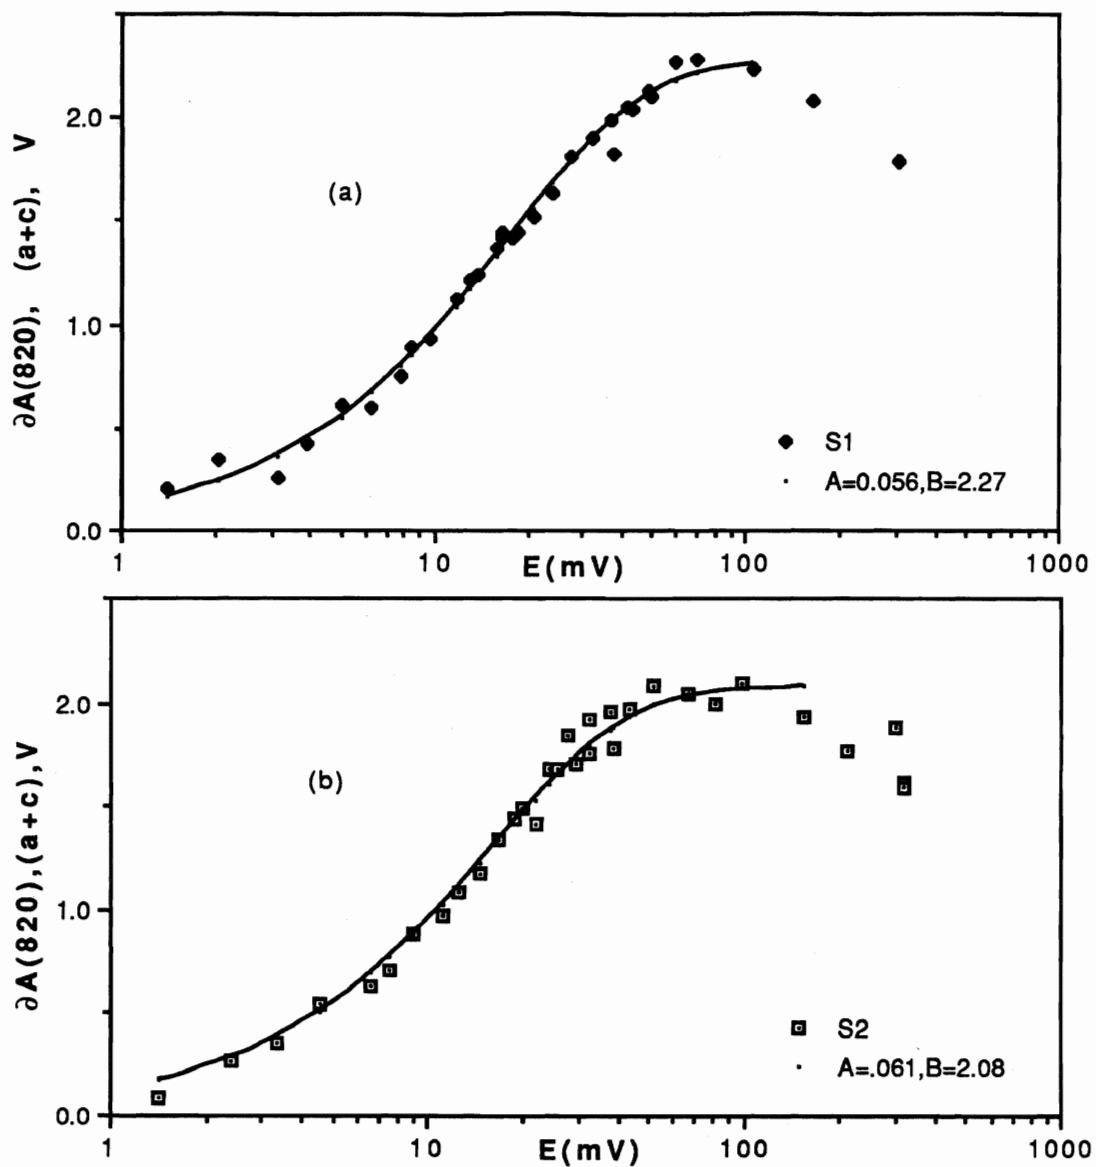 ∂A(820), (a+c), V
2.0
1.0
0.0
(a)
S1
A=0.056,B=2.27
1 10 100 1000
E(mV)
∂A(820),(a+c),V
2.0
1.0
0.0
(b)
S2
A=.061,B=2.08
1 10 100 1000
E(mV)